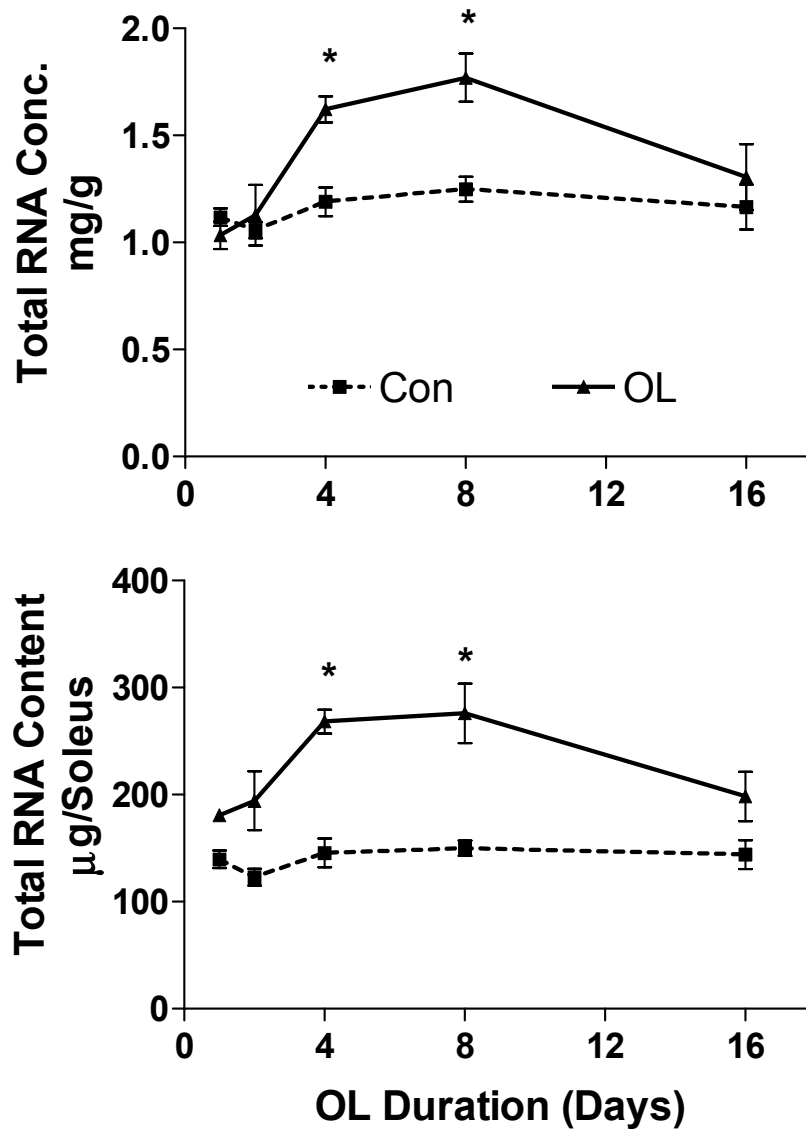 Total RNA Conc.
mg/g
2.0
1.5
1.0
0.5
0.0
* *
Con OL
0 4 8 12 16
Total RNA Content
μg/Soleus
400
300
200
100
0
* *
0 4 8 12 16
OL Duration (Days)